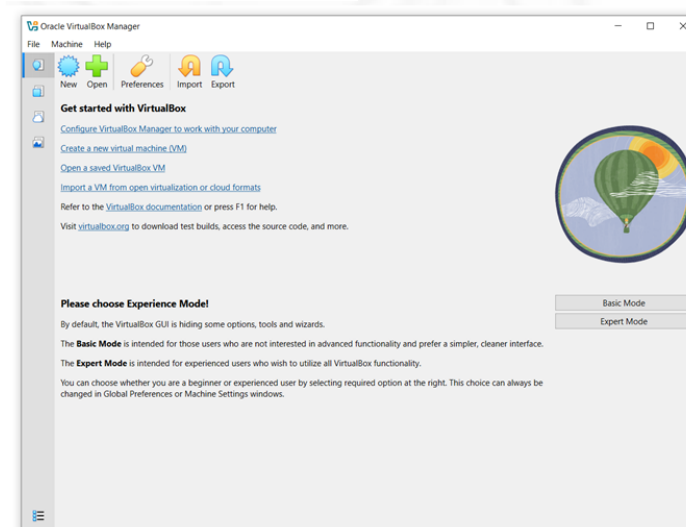 Oracle VirtualBox Manager
File Machine Help
New Open Preferences Import Export
Get started with VirtualBox
Configure VirtualBox Manager to work with your computer
Create a new virtual machine (VM)
Open a saved VirtualBox VM
Import a VM from open virtualization or cloud formats
Refer to the VirtualBox documentation or press F1 for help.
Visit virtualbox.org to download test builds, access the source code, and more.
Please choose Experience Mode!
By default, the VirtualBox GUI is hiding some options, tools and wizards.
The Basic Mode is intended for those users who are not interested in advanced functionality and prefer a simpler, cleaner interface.
The Expert Mode is intended for experienced users who wish to utilize all VirtualBox functionality.
You can choose whether you are a beginner or experienced user by selecting required option at the right. This choice can always be
changed in Global Preferences or Machine Settings windows.
Basic Mode
Expert Mode